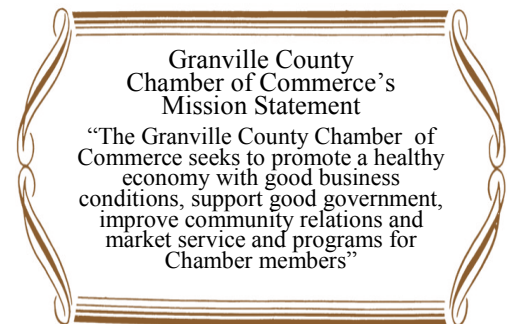 Granville County
Chamber of Commerce’s
Mission Statement
“The Granville County Chamber of
Commerce seeks to promote a healthy
economy with good business
conditions, support good government,
improve community relations and
market service and programs for
Chamber members”